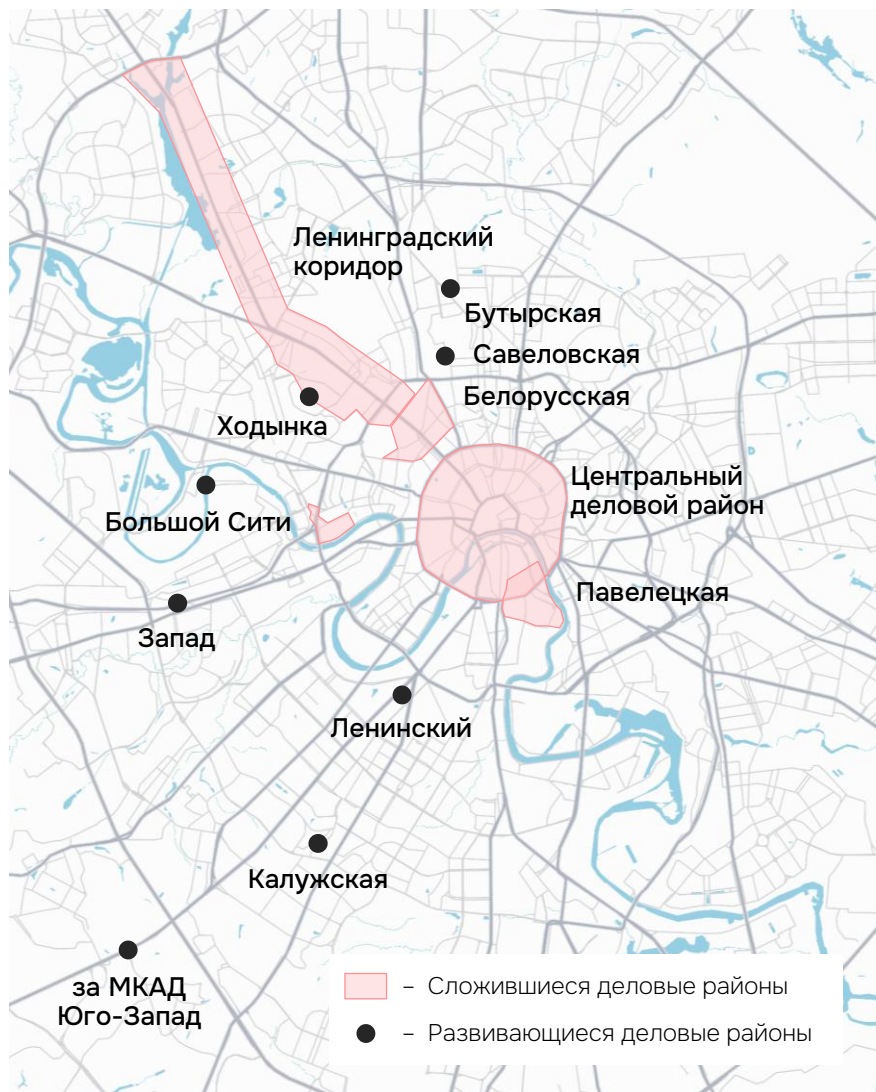 Ленинградский
коридор
Бутырская
Савеловская
Белорусская
Ходынка
Центральный
деловой район
Большой Сити
Павелецкая
Запад
Ленинский
Калужская
за МКАД
Юго-Запад
– Сложившиеся деловые районы
– Развивающиеся деловые районы